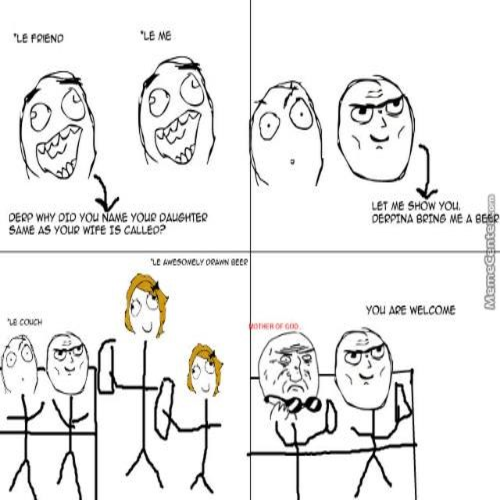 *LE FRIEND
*LE ME
DERP WHY DID YOU NAME YOUR DAUGHTER
SAME AS YOUR WIFE IS CALLED?
LET ME SHOW YOU.
DERPINA BRING ME A BEER
MemeCenter.com
*LE AWESOMELY DRAWN BEER
*LE COUCH
MOTHER OF GOD...
YOU ARE WELCOME